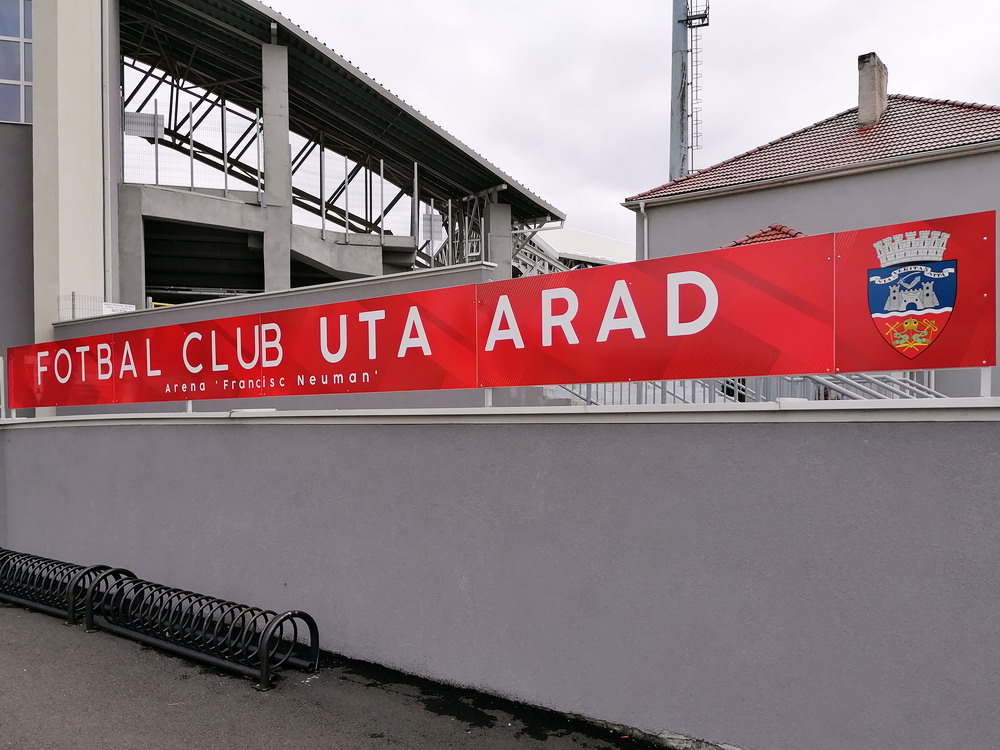 FOTBAL CLUB UTA ARAD
Arena 'Francisc Neuman'